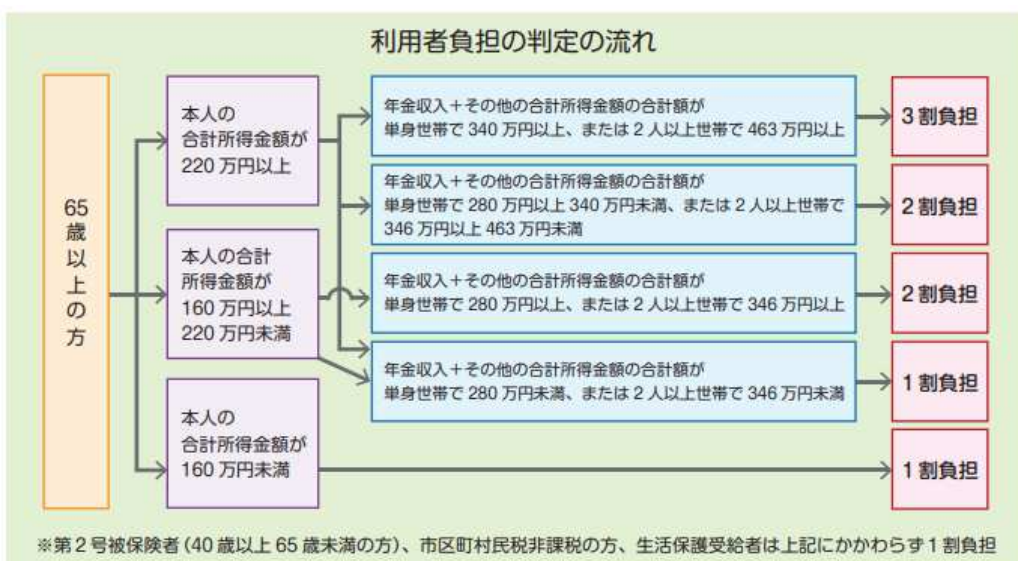 利用者負担の判定の流れ
65歳以上の方
本人の
合計所得金額が
220万円以上
年金収入＋その他の合計所得金額の合計額が
単身世帯で340万円以上、または2人以上世帯で463万円以上
3割負担
年金収入＋その他の合計所得金額の合計額が
単身世帯で280万円以上340万円未満、または2人以上世帯で
346万円以上463万円未満
2割負担
本人の合計
所得金額が
160万円以上
220万円未満
年金収入＋その他の合計所得金額の合計額が
単身世帯で280万円以上、または2人以上世帯で346万円以上
2割負担
年金収入＋その他の合計所得金額の合計額が
単身世帯で280万円未満、または2人以上世帯で346万円未満
1割負担
本人の
合計所得金額が
160万円未満
1割負担
※第2号被保険者（40歳以上65歳未満の方）、市区町村民税非課税の方、生活保護受給者は上記にかかわらず1割負担